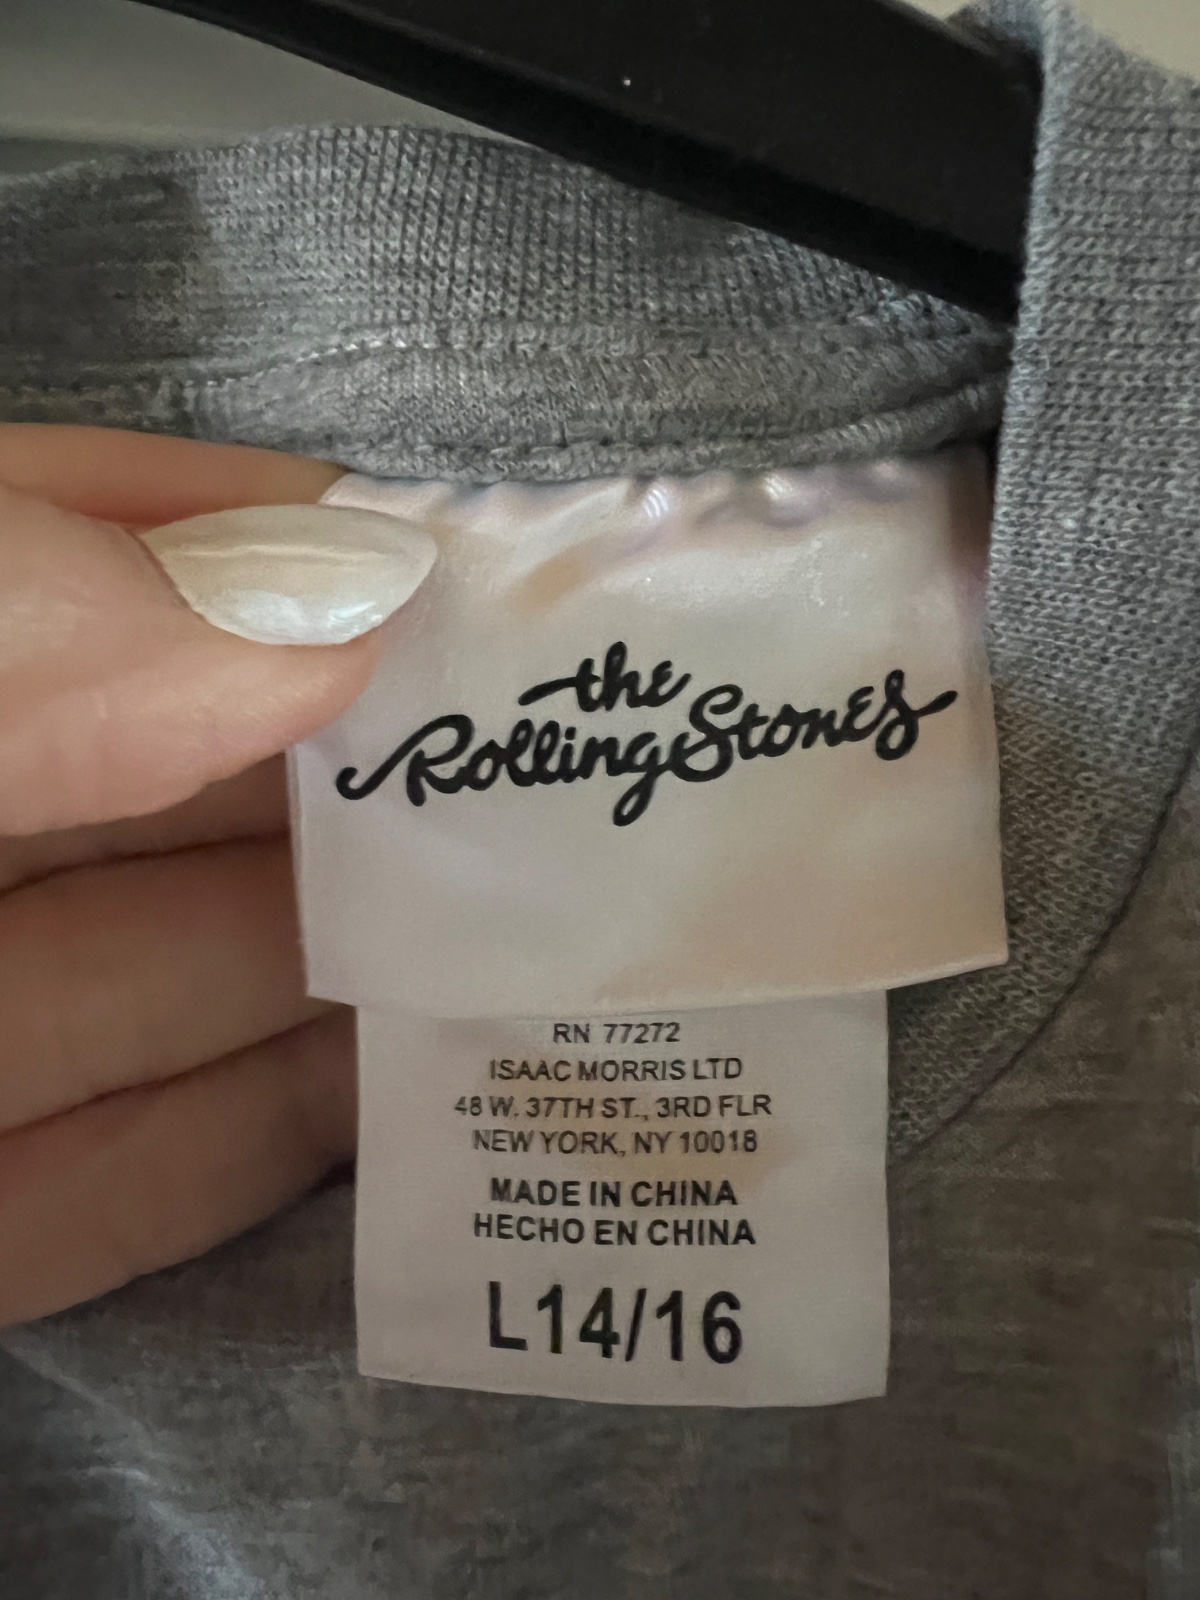 the
Rolling Stones
RN 77272
ISAAC MORRIS LTD
48 W. 37TH ST., 3RD FLR
NEW YORK, NY 10018
MADE IN CHINA
HECHO EN CHINA
L14/16